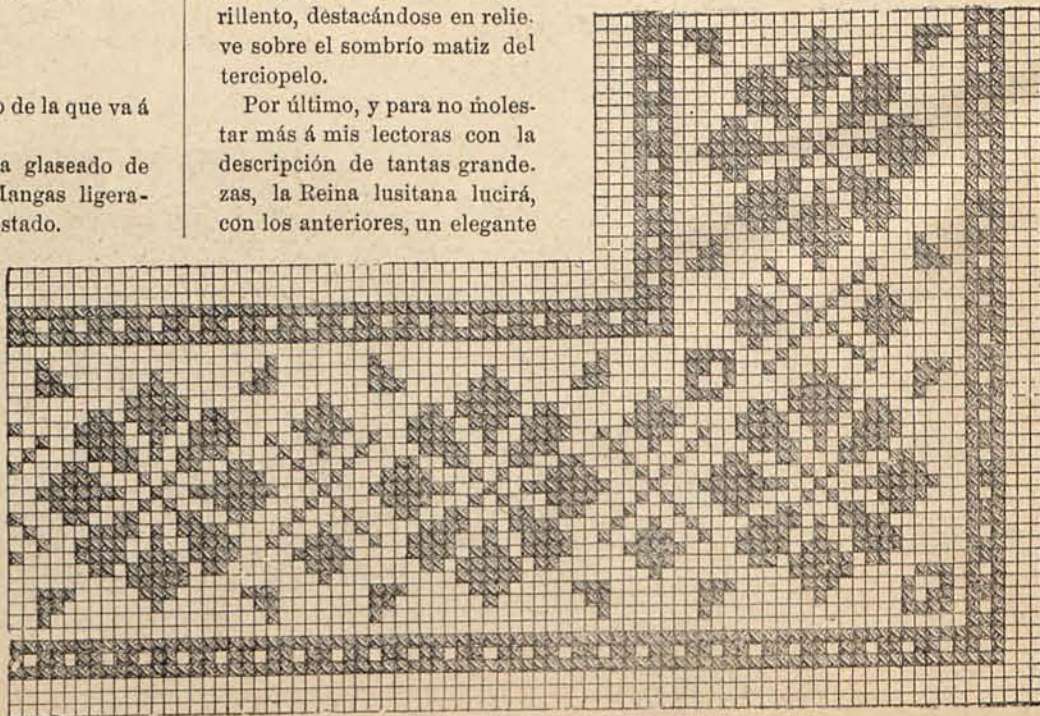 o de la que va á
a glaseado de
Mangas ligera-
stado.
rillento, destacándose en relie-
ve sobre el sombrío matiz del
terciopelo.
Por último, y para no moles-
tar más á mis lectoras con la
descripción de tantas grande-
zas, la Reina lusitana lucirá,
con los anteriores, un elegante